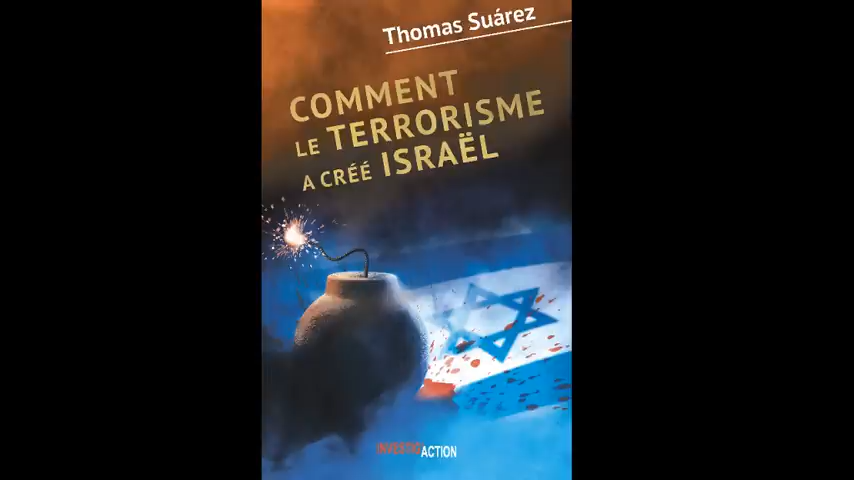 Thomas Suárez
COMMENT
LE TERRORISME
A CRÉÉ ISRAËL
INVESTIG'ACTION